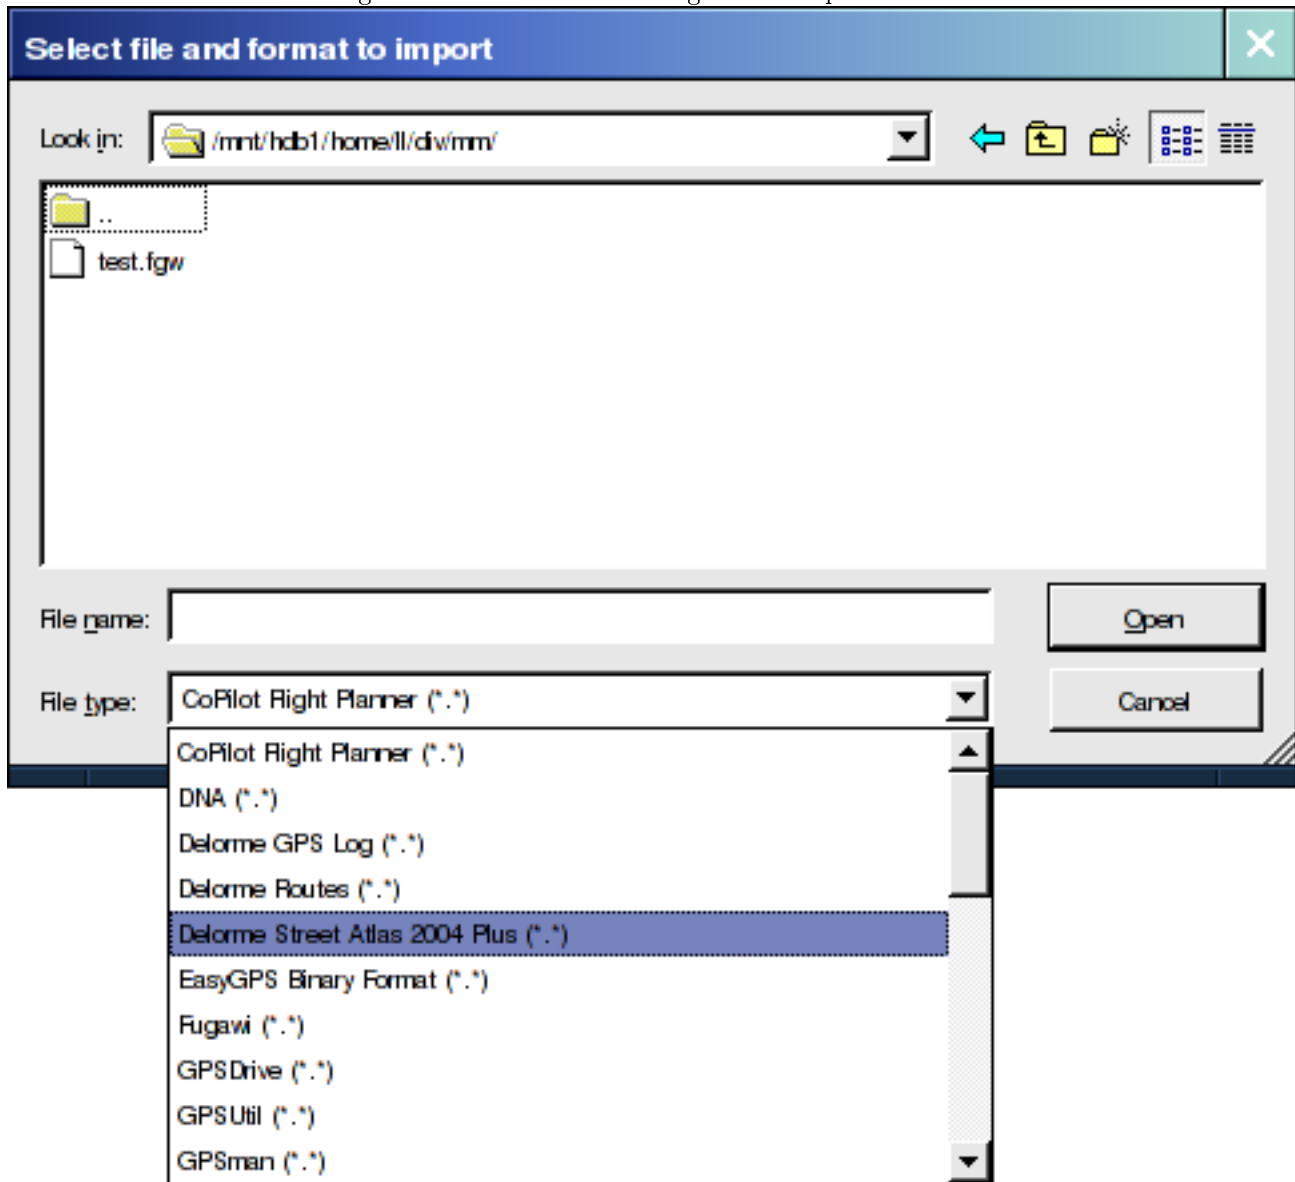 Select file and format to import
Look in: /mnt/hdb1/home/ll/div/mm/
..
test.fgw
File name:
Open
File type: CoPilot Flight Planner (*.*)
Cancel
CoPilot Flight Planner (*.*)
DNA (*.*)
Delorme GPS Log (*.*)
Delorme Routes (*.*)
Delorme Street Atlas 2004 Plus (*.*)
EasyGPS Binary Format (*.*)
Fugawi (*.*)
GPSDrive (*.*)
GPSUtil (*.*)
GPSman (*.*)